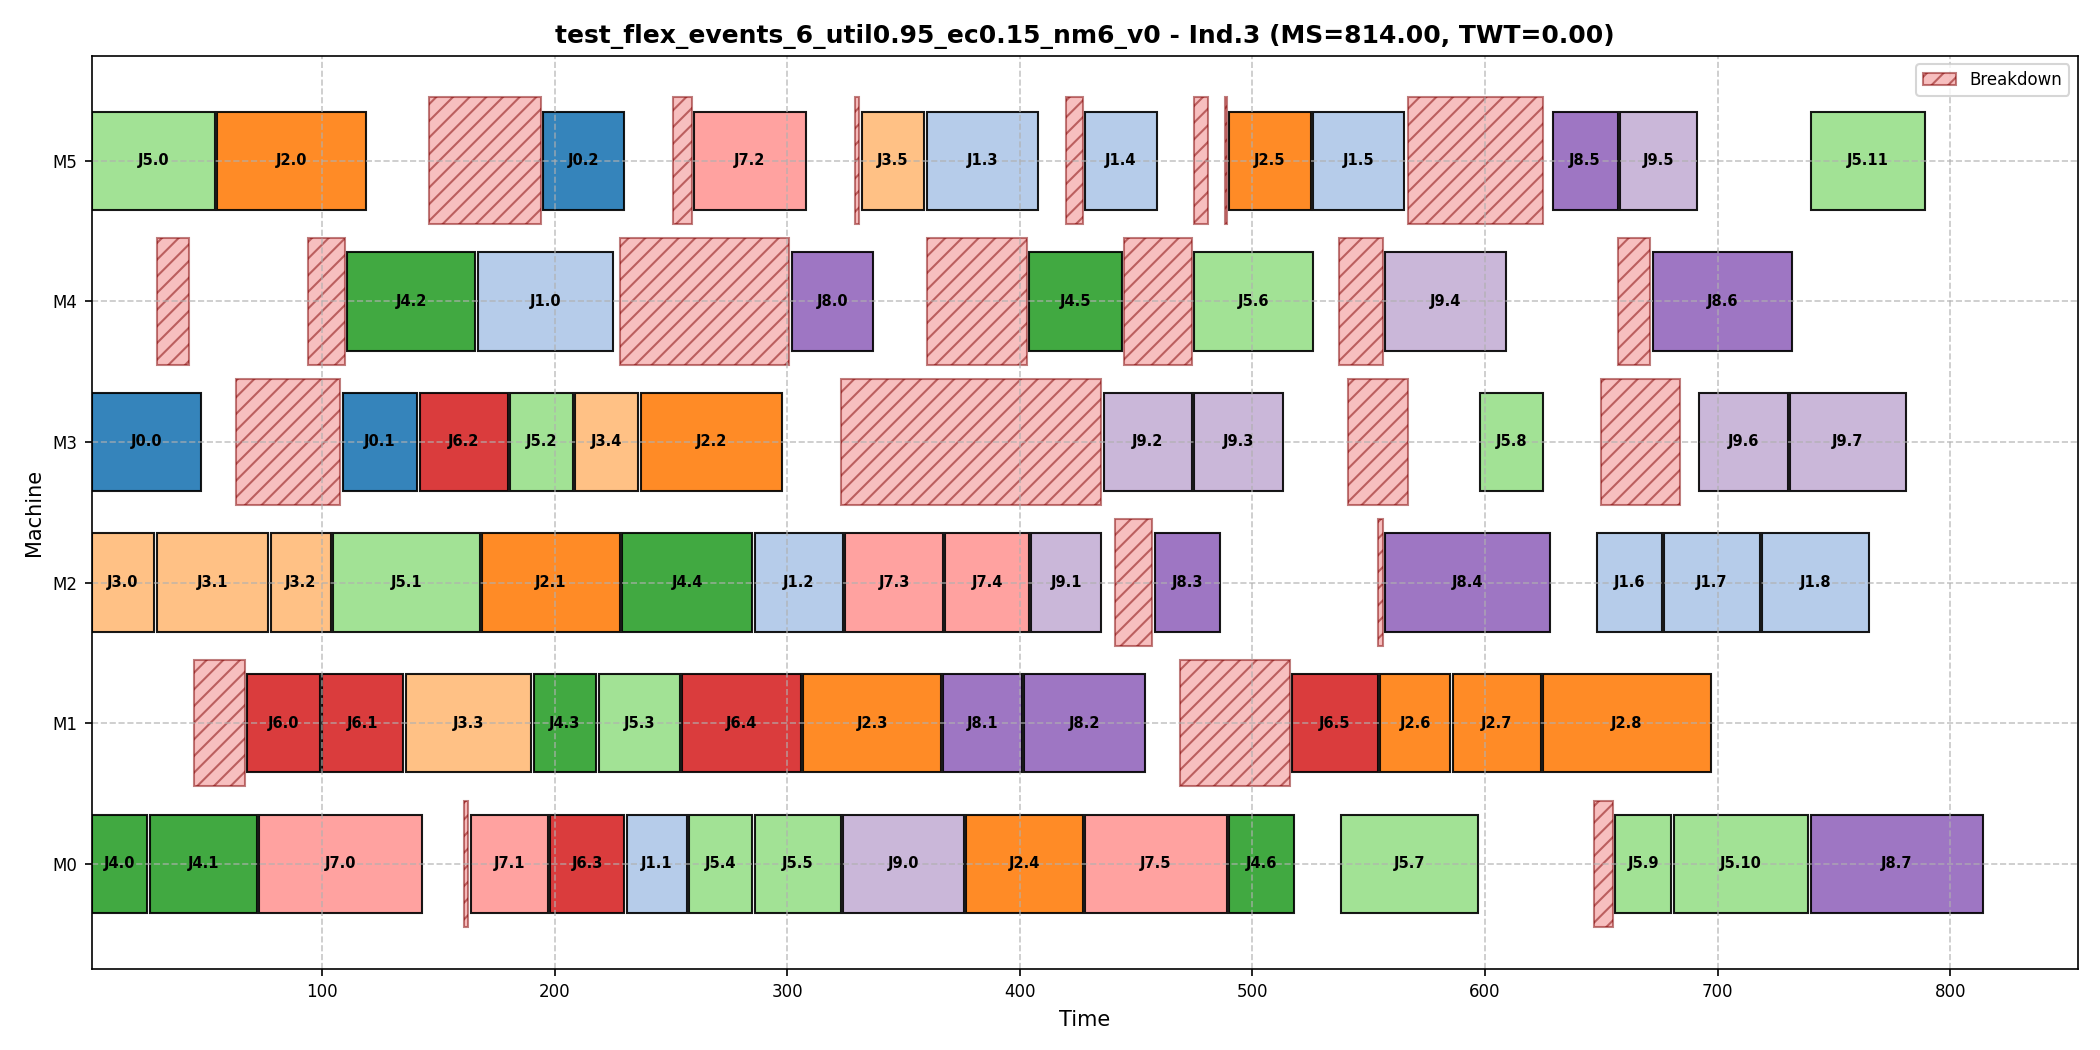 test_flex_events_6_util0.95_ec0.15_nm6_v0 - Ind.3 (MS=814.00, TWT=0.00)
Breakdown
M5 J5.0 J2.0 J0.2 J7.2 J3.5 J1.3 J1.4 J2.5 J1.5 J8.5 J9.5 J5.11
M4 J4.2 J1.0 J8.0 J4.5 J5.6 J9.4 J8.6
M3 J0.0 J0.1 J6.2 J5.2 J3.4 J2.2 J9.2 J9.3 J5.8 J9.6 J9.7
M2 J3.0 J3.1 J3.2 J5.1 J2.1 J4.4 J1.2 J7.3 J7.4 J9.1 J8.3 J8.4 J1.6 J1.7 J1.8
M1 J6.0 J6.1 J3.3 J4.3 J5.3 J6.4 J2.3 J8.1 J8.2 J6.5 J2.6 J2.7 J2.8
M0 J4.0 J4.1 J7.0 J7.1 J6.3 J1.1 J5.4 J5.5 J9.0 J2.4 J7.5 J4.6 J5.7 J5.9 J5.10 J8.7
Machine
100 200 300 400 500 600 700 800
Time